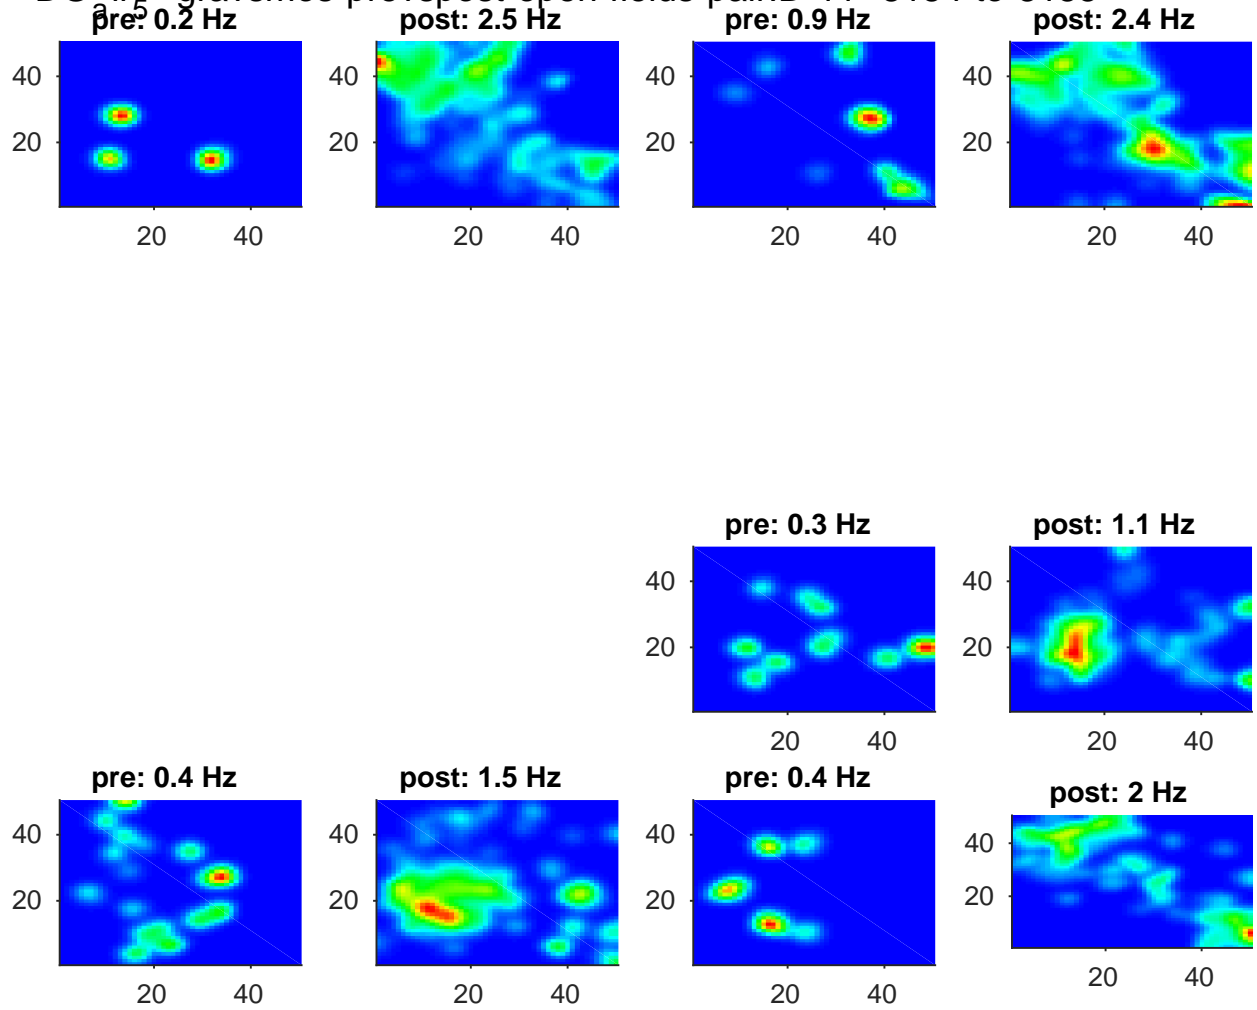 pre: 0.2 Hz post: 2.5 Hz pre: 0.9 Hz post: 2.4 Hz
40 40 40 40
20 20 20 20
20 40 20 40 20 40 20 40
pre: 0.3 Hz post: 1.1 Hz
40 40
20 20
20 40 20 40
pre: 0.4 Hz post: 1.5 Hz pre: 0.4 Hz post: 2 Hz
40 40 40 40
20 20 20 20
20 40 20 40 20 40 20 40